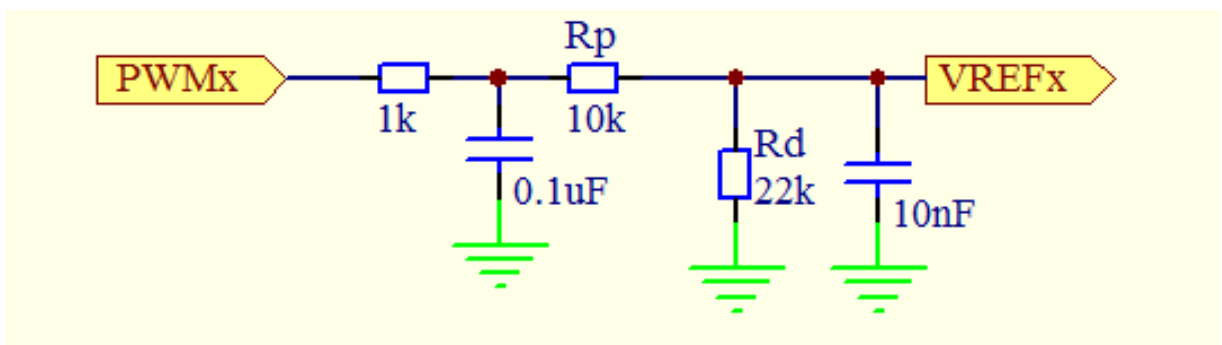 Rp
PWMx
VREFx
1k
10k
Rd
0.1uF
22k
10nF